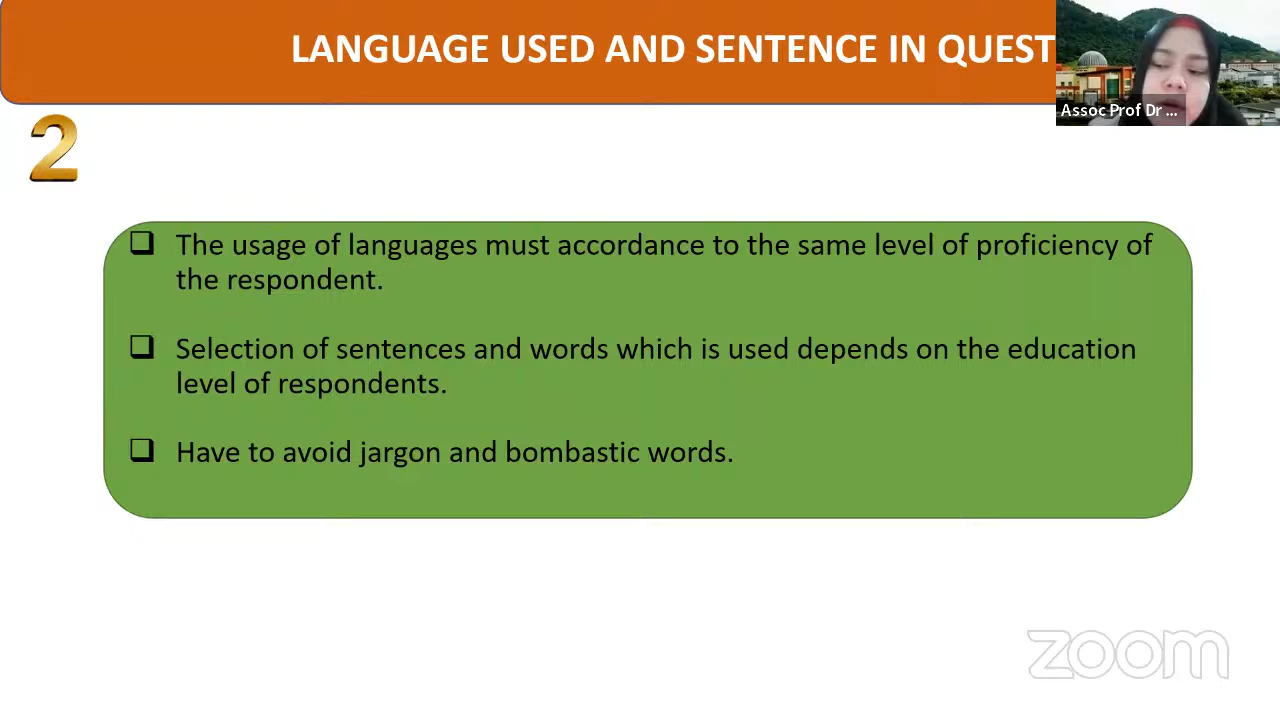 LANGUAGE USED AND SENTENCE IN QUEST
Assoc Prof Dr ...
2
❑ The usage of languages must accordance to the same level of proficiency of
the respondent.
❑ Selection of sentences and words which is used depends on the education
level of respondents.
❑ Have to avoid jargon and bombastic words.
zoom